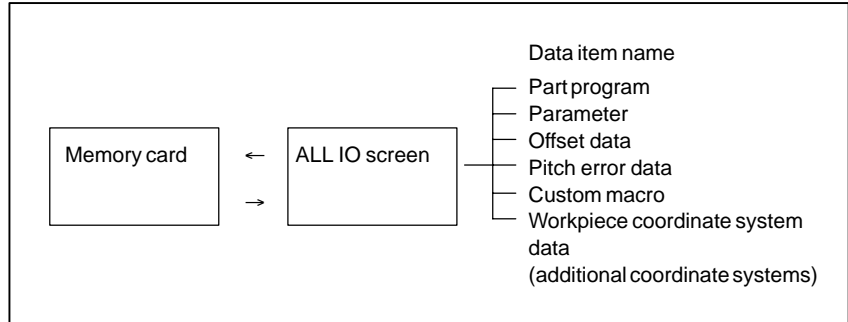 Data item name
Part program
Parameter
Memory card
←
ALL IO screen
Offset data
Pitch error data
→
Custom macro
Workpiece coordinate system
data
(additional coordinate systems)